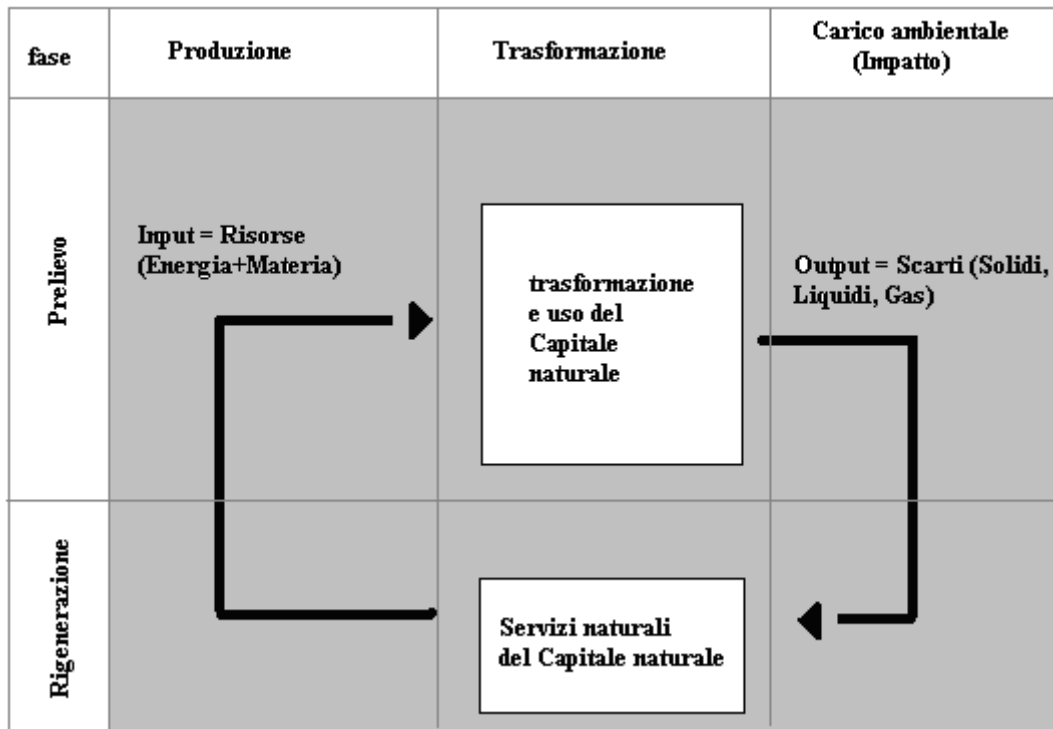 fase
Produzione
Trasformazione
Carico ambientale
(Impatto)
Prelievo
Input = Risorse
(Energia+Materia)
trasformazione
e uso del
Capitale
naturale
Output = Scarti (Solidi,
Liquidi, Gas)
Rigenerazione
Servizi naturali
del Capitale naturale